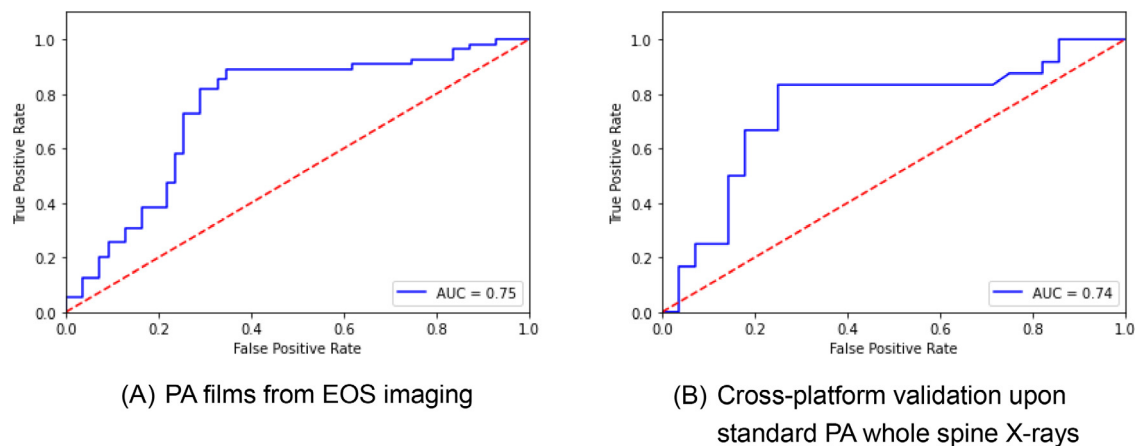 1.0
0.8
0.6
0.4
0.2
0.0
True Positive Rate
AUC = 0.75
0.0 0.2 0.4 0.6 0.8 1.0
False Positive Rate
(A) PA films from EOS imaging
1.0
0.8
0.6
0.4
0.2
0.0
True Positive Rate
AUC = 0.74
0.0 0.2 0.4 0.6 0.8 1.0
False Positive Rate
(B) Cross-platform validation upon
standard PA whole spine X-rays